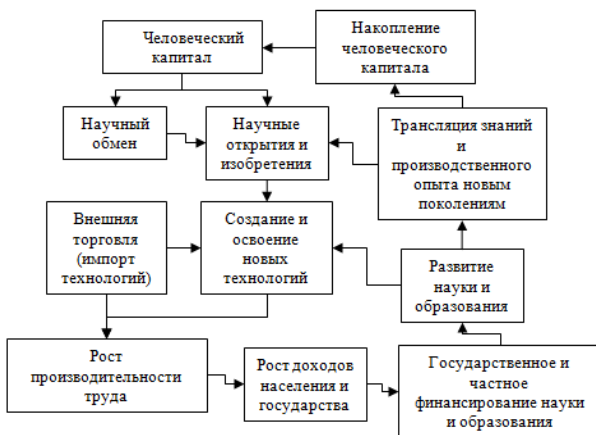 Человеческий
капитал
Накопление
человеческого
капитала
Научный
обмен
Научные
открытия и
изобретения
Трансляция знаний
и
производственного
опыта новым
поколениям
Внешняя
торговля
(импорт
технологий)
Создание и
освоение
новых
технологий
Развитие
науки и
образования
Рост
производительности
труда
Рост доходов
населения и
государства
Государственное и
частное
финансирование науки
и образования